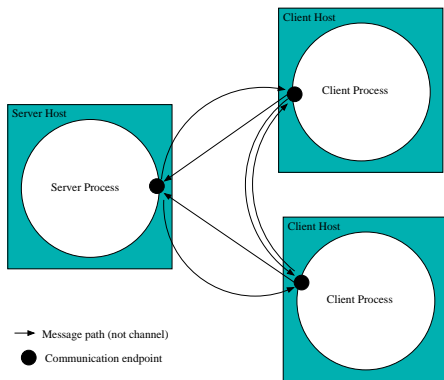 Client Host
Client Process
Server Host
Server Process
Client Host
Client Process
Message path (not channel)
Communication endpoint